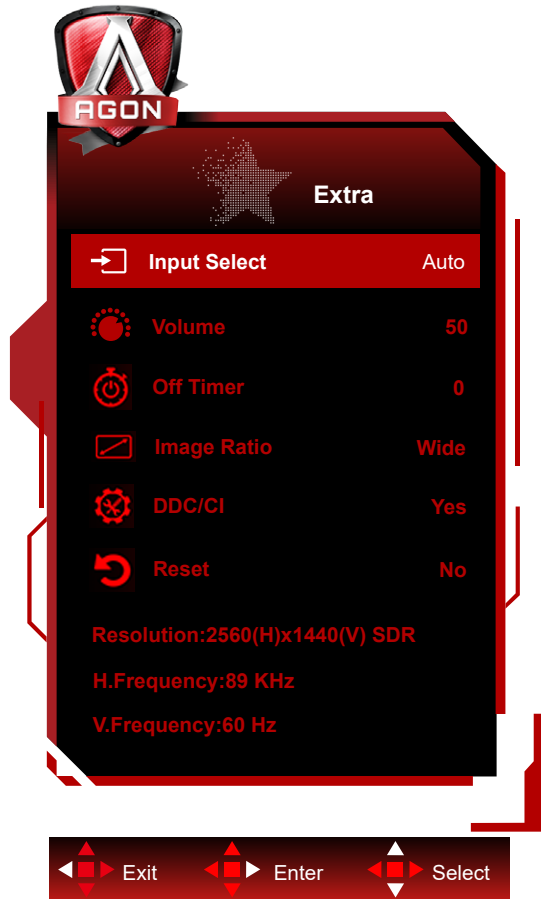 AGON
Extra
Input Select Auto
Volume 50
Off Timer 0
Image Ratio Wide
DDC/CI Yes
Reset No
Resolution:2560(H)x1440(V) SDR
H.Frequency:89 KHz
V.Frequency:60 Hz
Exit Enter Select